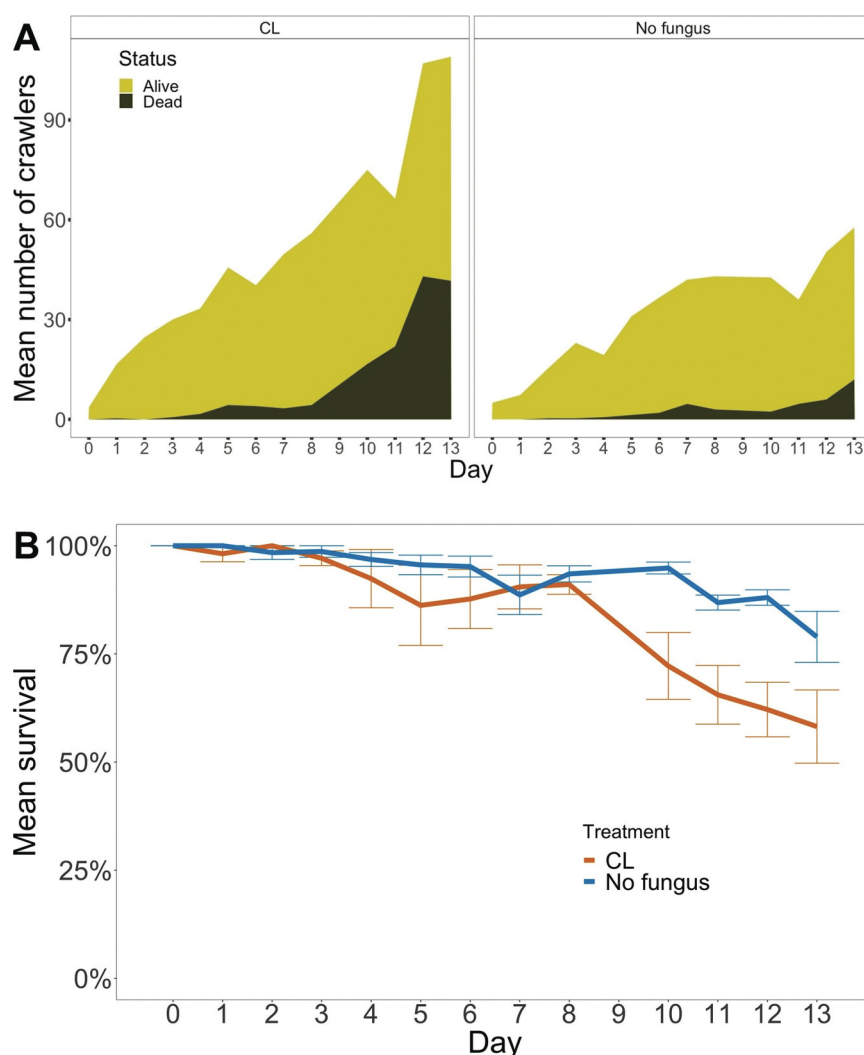 A
CL
No fungus
Status
Alive
Dead
Mean number of crawlers
90
60
30
0
0 1 2 3 4 5 6 7 8 9 10 11 12 13
0 1 2 3 4 5 6 7 8 9 10 11 12 13
Day
B
Mean survival
100%
75%
50%
25%
0%
Treatment
CL
No fungus
0 1 2 3 4 5 6 7 8 9 10 11 12 13
Day